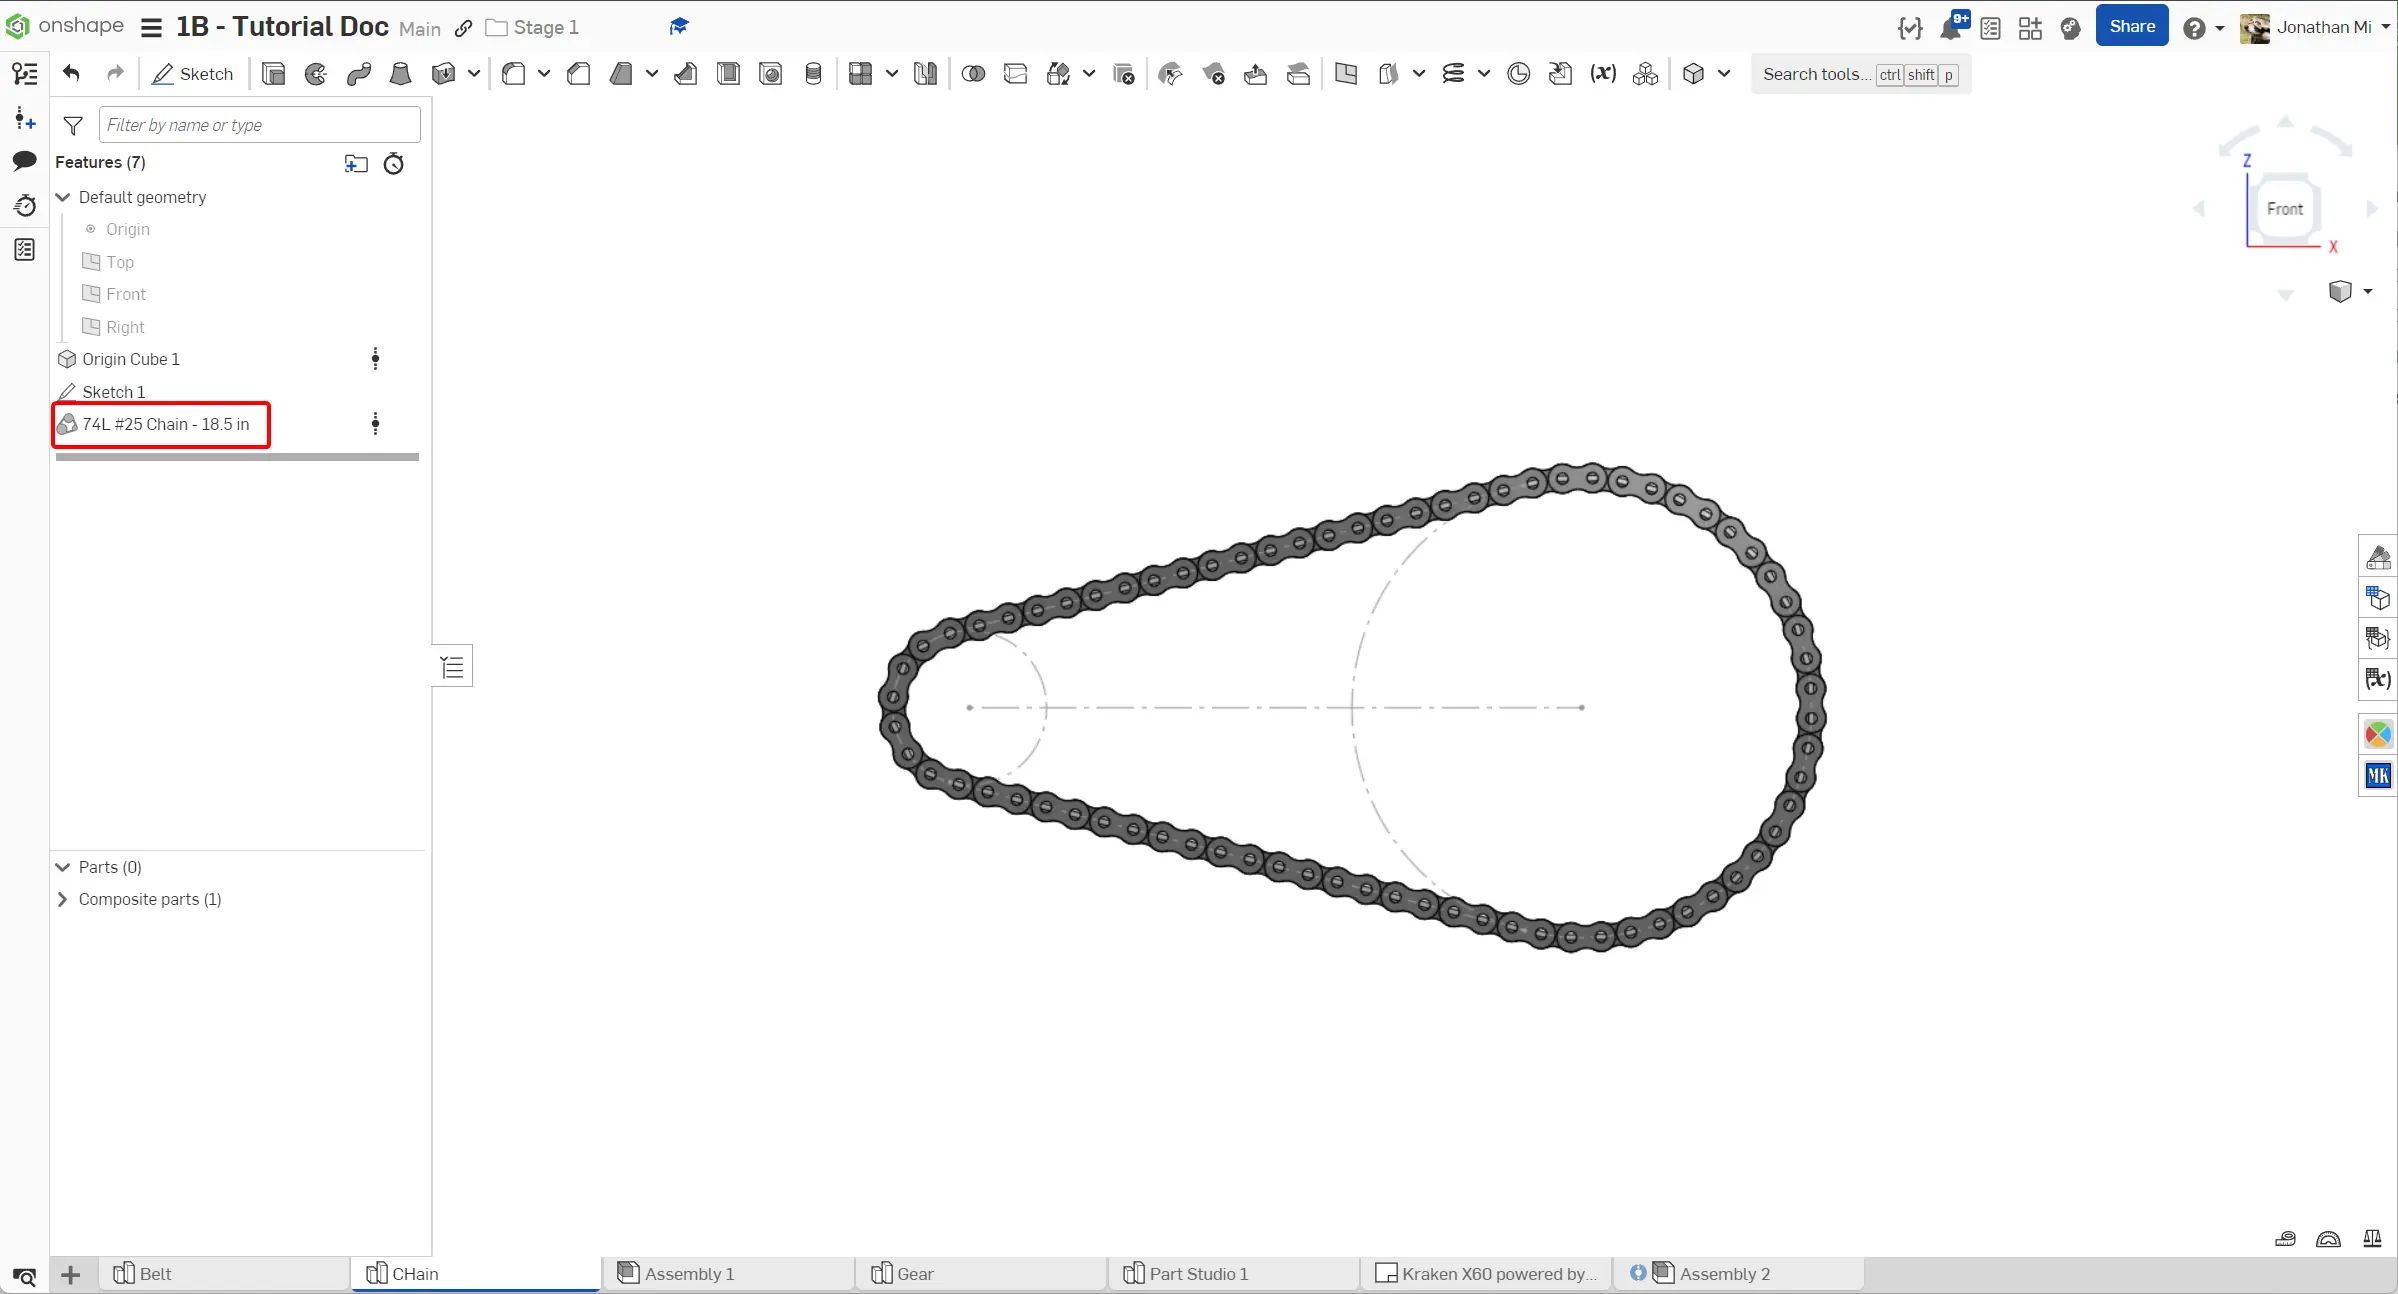 onshape 1B - Tutorial Doc Main Stage 1 9+ Share Jonathan Mi
Sketch (x) Search tools... ctrl shift p
Filter by name or type
Features (7)
Default geometry
Origin
Top
Front
Right
Origin Cube 1
Sketch 1
74L #25 Chain - 18.5 in
Z
Front
X
(x)
MK
Parts (0)
Composite parts (1)
Belt CHain Assembly 1 Gear Part Studio 1 Kraken X60 powered by... Assembly 2